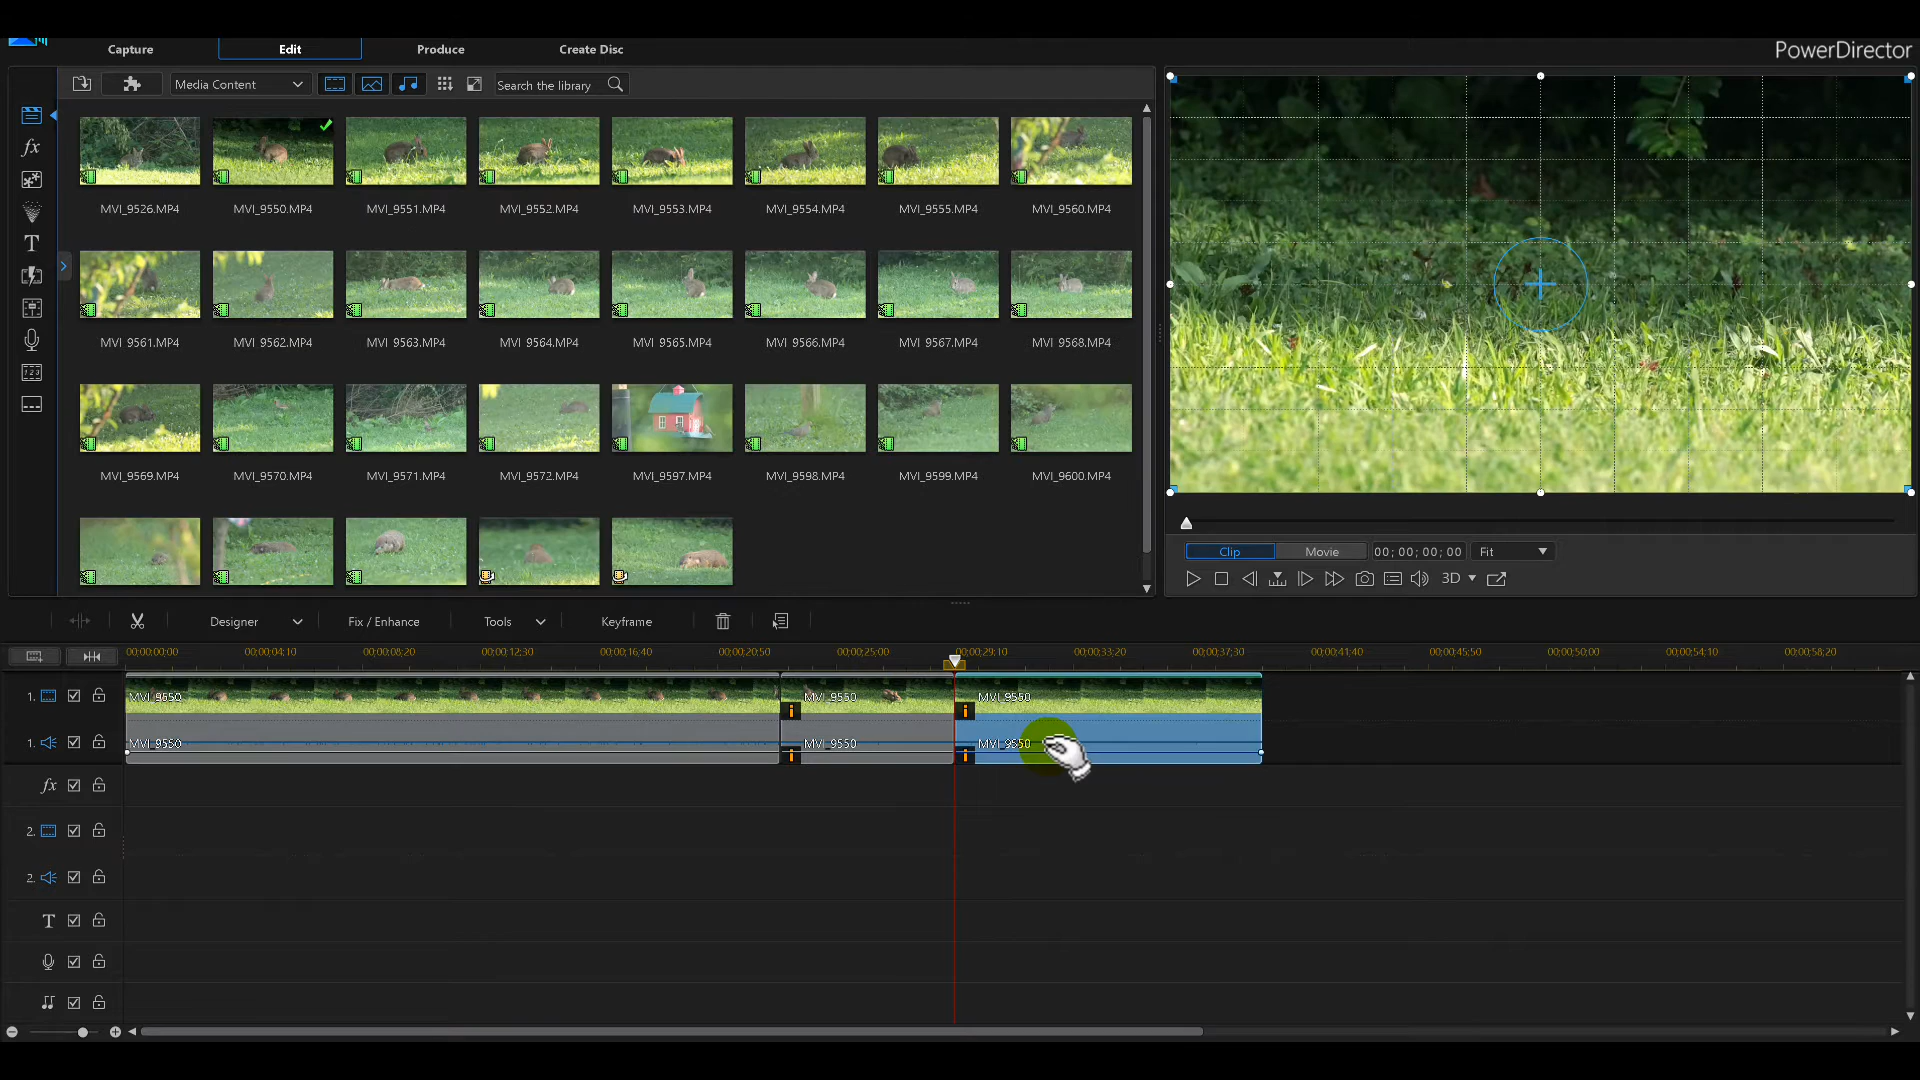 Capture Edit Produce Create Disc
PowerDirector
Media Content Search the library
MVI_9526.MP4 MVI_9550.MP4 MVI_9551.MP4 MVI_9552.MP4 MVI_9553.MP4 MVI_9554.MP4 MVI_9555.MP4 MVI_9560.MP4
MVI_9561.MP4 MVI_9562.MP4 MVI_9563.MP4 MVI_9564.MP4 MVI_9565.MP4 MVI_9566.MP4 MVI_9567.MP4 MVI_9568.MP4
MVI_9569.MP4 MVI_9570.MP4 MVI_9571.MP4 MVI_9572.MP4 MVI_9597.MP4 MVI_9598.MP4 MVI_9599.MP4 MVI_9600.MP4
fx
T
Clip Movie 00; 00; 00; 00 Fit
3D
Designer Fix / Enhance Tools Keyframe
00;00;00;00 00;00;04;10 00;00;08;20 00;00;12;30 00;00;16;40 00;00;20;50 00;00;25;00 00;00;29;10 00;00;33;20 00;00;37;30 00;00;41;40 00;00;45;50 00;00;50;00 00;00;54;10 00;00;58;20
1. MVI_9550 MVI_9550 MVI_9550
1. MVI_9550 MVI_9550 MVI_9550
fx
2.
2.
T